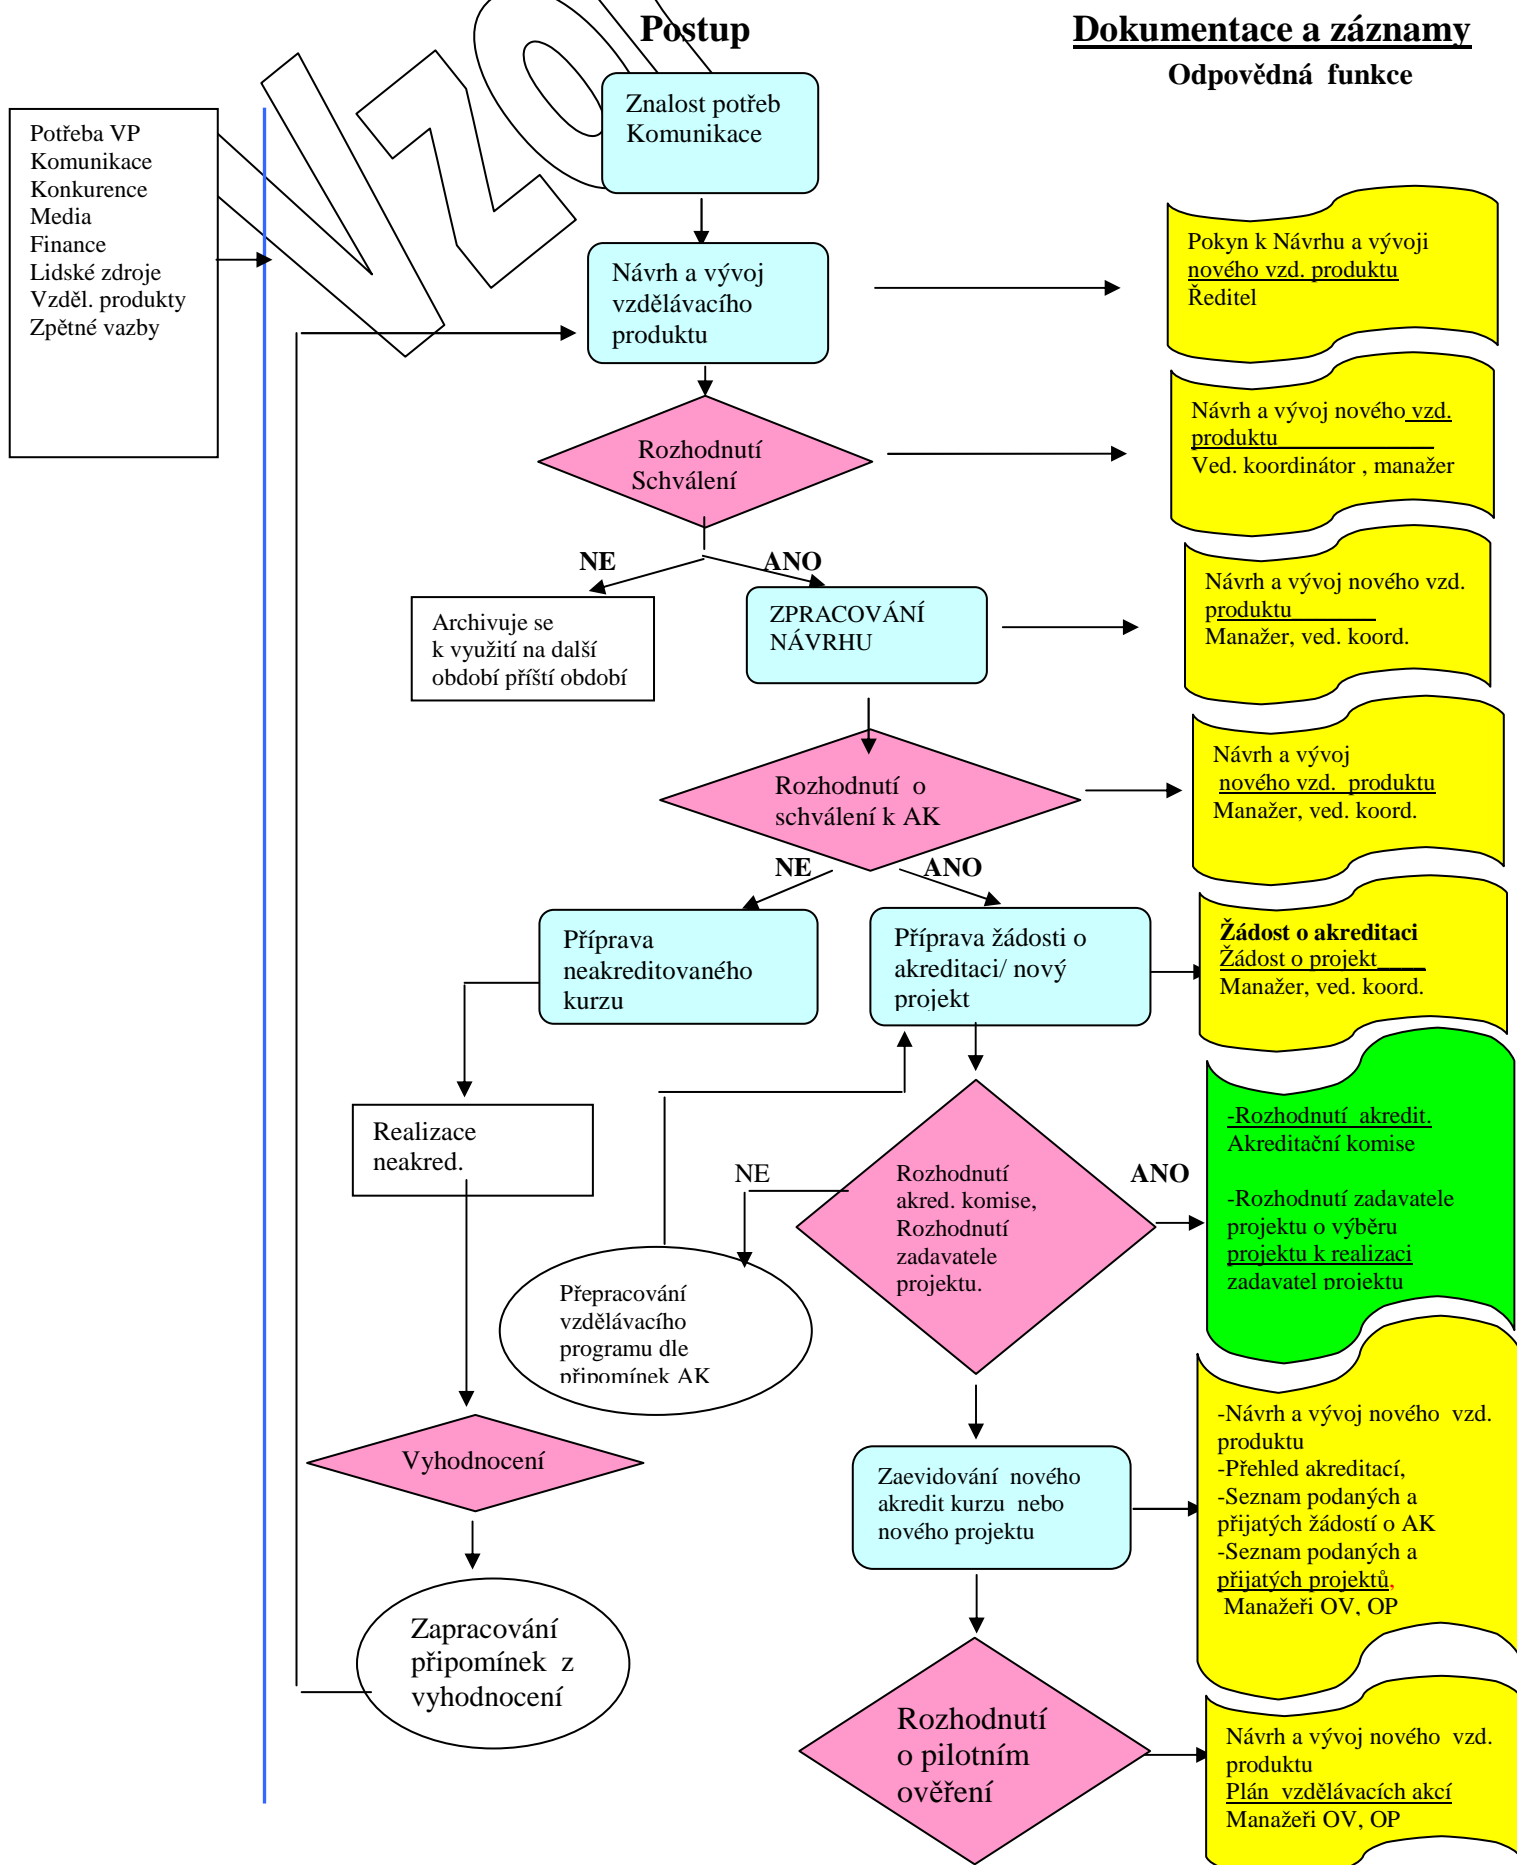 Vzor
Postup
Dokumentace a záznamy
Odpovědná  funkce
Znalost potřeb
Komunikace
Potřeba VP
Komunikace
Konkurence
Media
Finance
Lidské zdroje
Vzděl. produkty
Zpětné vazby
Návrh a vývoj
vzdělávacího
produktu
Pokyn k Návrhu a vývoji
nového vzd. produktu
Ředitel
Rozhodnutí
Schválení
Návrh a vývoj nového vzd.
produktu
Ved. koordinátor , manažer
NE
ANO
Archivuje se
k využití na další
období příští období
ZPRACOVÁNÍ
NÁVRHU
Návrh a vývoj nového vzd.
produktu
Manažer, ved. koord.
Rozhodnutí  o
schválení k AK
Návrh a vývoj
nového vzd.  produktu
Manažer, ved. koord.
NE
ANO
Příprava
neakreditovaného
kurzu
Příprava žádosti o
akreditaci/ nový
projekt
Žádost o akreditaci
Žádost o projekt
Manažer, ved. koord.
Realizace
neakred.
NE
Rozhodnutí
akred. komise,
Rozhodnutí
zadavatele
projektu.
ANO
-Rozhodnutí  akredit.
Akreditační komise
-Rozhodnutí zadavatele
projektu o výběru
projektu k realizaci
zadavatel projektu
Přepracování
vzdělávacího
programu dle
připomínek AK
Vyhodnocení
Zaevidování  nového
akredit kurzu  nebo
nového projektu
-Návrh a vývoj nového  vzd.
produktu
-Přehled akreditací,
-Seznam podaných a
přijatých žádostí o AK
-Seznam podaných a
přijatých projektů,
Manažeři OV, OP
Zapracování
připomínek  z
vyhodnocení
Rozhodnutí
o pilotním
ověření
Návrh a vývoj nového  vzd.
produktu
Plán  vzdělávacích akcí
Manažeři OV, OP